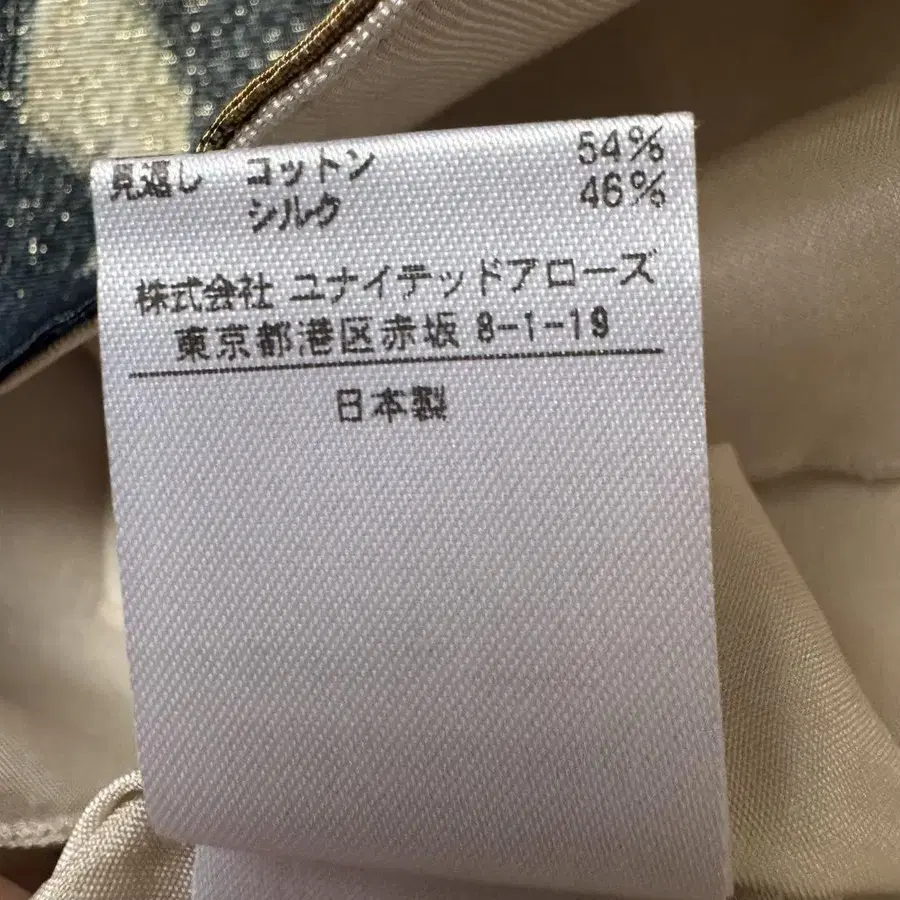 見返し コットン 54%
シルク 46%
株式会社 ユナイテッドアローズ
東京都港区赤坂 8-1-19
日本製